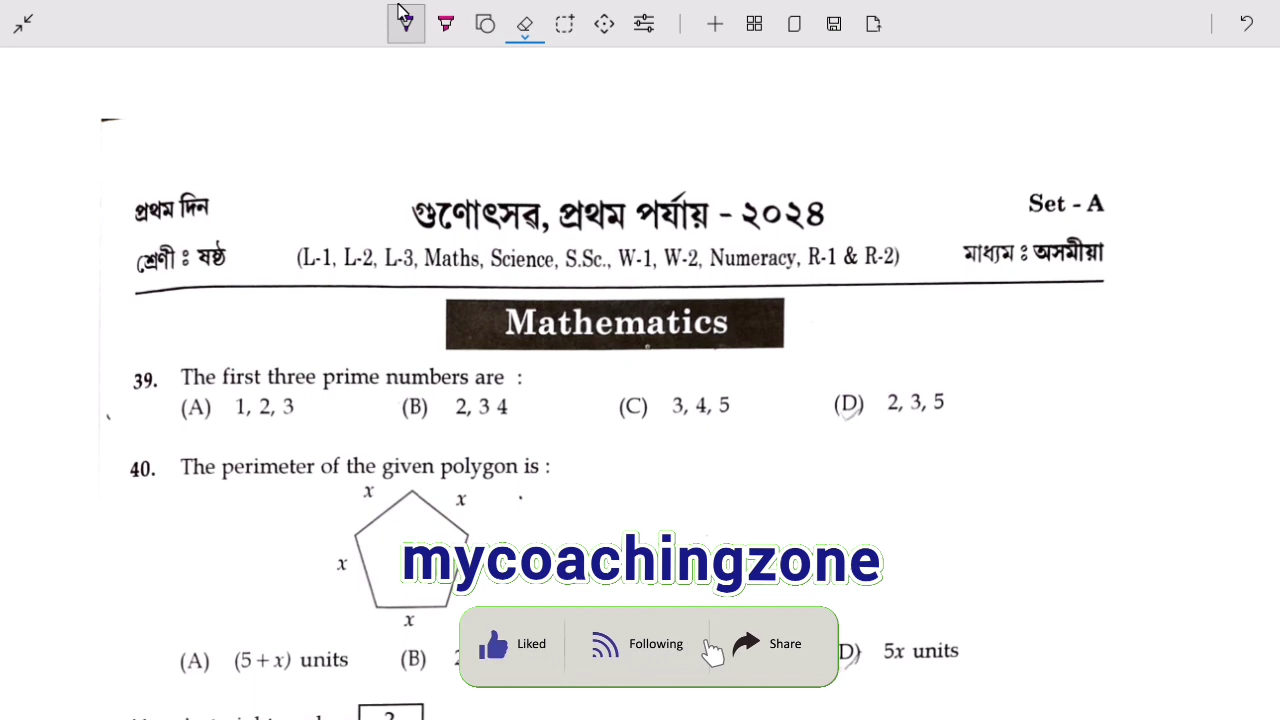 প্ৰথম দিন
গুণোৎসৱ, প্ৰথম পৰ্যায় - ২০২৪
Set - A
শ্ৰেণী : ষষ্ঠ
(L-1, L-2, L-3, Maths, Science, S.Sc., W-1, W-2, Numeracy, R-1 & R-2)
মাধ্যম : অসমীয়া
Mathematics
39. The first three prime numbers are :
(A) 1, 2, 3 (B) 2, 3 4 (C) 3, 4, 5 (D) 2, 3, 5
40. The perimeter of the given polygon is :
x x
x
mycoachingzone
x
Liked Following Share
(A) (5 + x) units (B) (D) 5x units